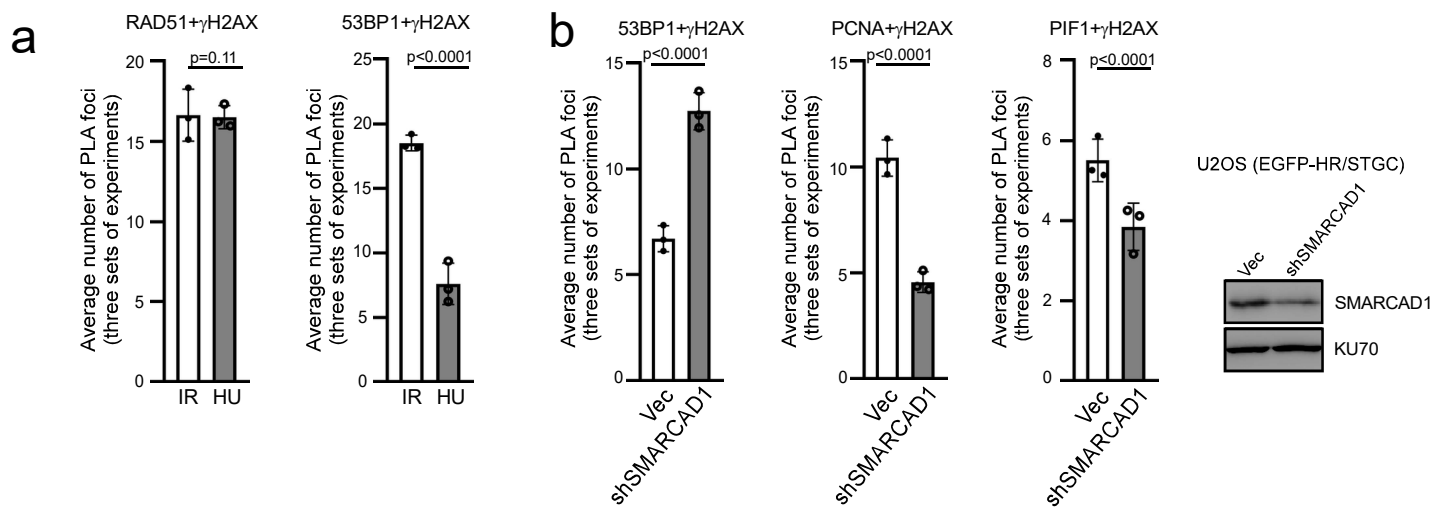 a
RAD51+γH2AX
p=0.11
Average number of PLA foci
(three sets of experiments)
20
15
10
5
0
IR HU
53BP1+γH2AX
p<0.0001
Average number of PLA foci
(three sets of experiments)
25
20
15
10
5
0
IR HU
b
53BP1+γH2AX
p<0.0001
Average number of PLA foci
(three sets of experiments)
15
10
5
0
Vec
shSMARCAD1
PCNA+γH2AX
p<0.0001
Average number of PLA foci
(three sets of experiments)
15
10
5
0
Vec
shSMARCAD1
PIF1+γH2AX
p<0.0001
Average number of PLA foci
(three sets of experiments)
8
6
4
2
0
Vec
shSMARCAD1
U2OS (EGFP-HR/STGC)
Vec
shSMARCAD1
SMARCAD1
KU70